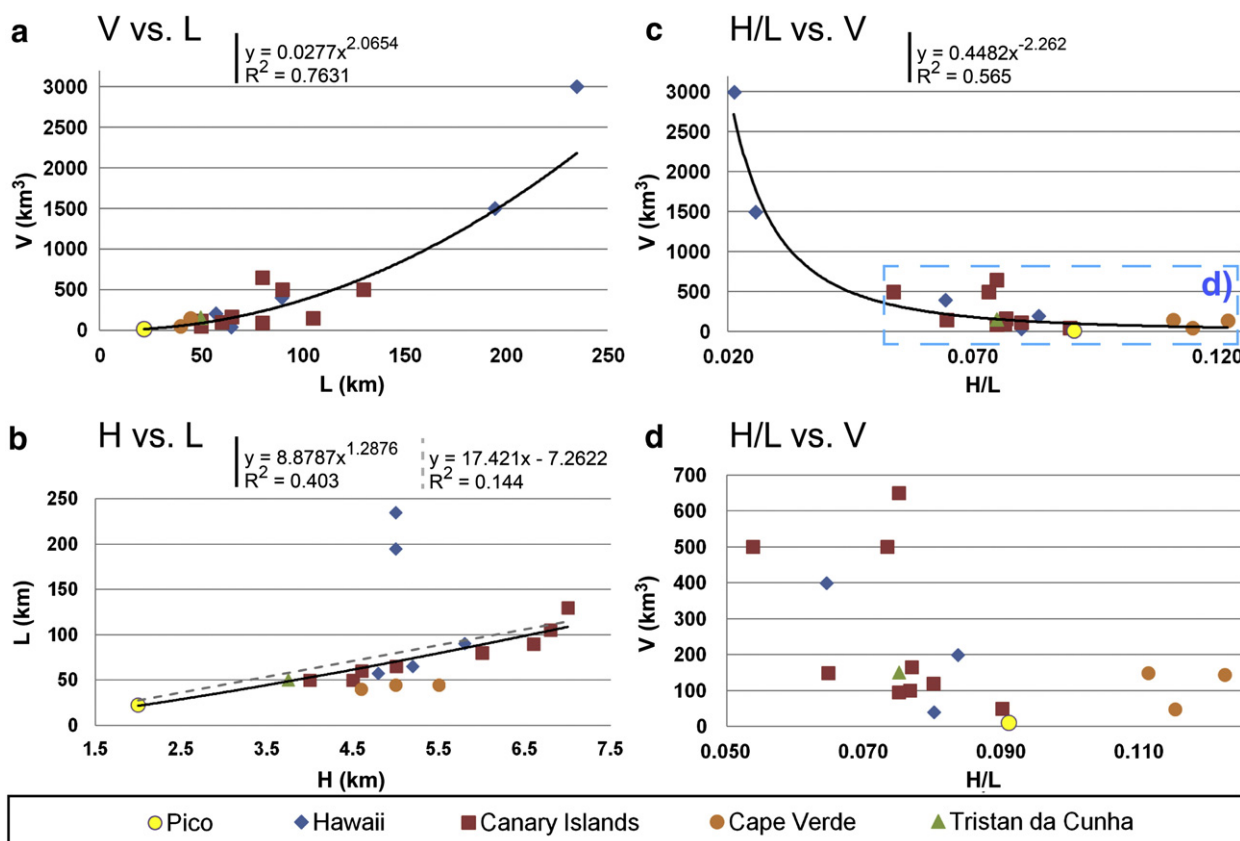 a V vs. L
y = 0.0277x^2.0654
R² = 0.7631
3000
2500
2000
1500
1000
500
0
V (km³)
0 50 100 150 200 250
L (km)
c H/L vs. V
y = 0.4482x^-2.262
R² = 0.565
3000
2500
2000
1500
1000
500
0
V (km³)
d)
0.020 0.070 0.120
H/L
b H vs. L
y = 8.8787x^1.2876
R² = 0.403
y = 17.421x - 7.2622
R² = 0.144
250
200
150
100
50
0
L (km)
1.5 2.5 3.5 4.5 5.5 6.5 7.5
H (km)
d H/L vs. V
700
600
500
400
300
200
100
0
V (km³)
0.050 0.070 0.090 0.110
H/L
Pico Hawaii Canary Islands Cape Verde Tristan da Cunha